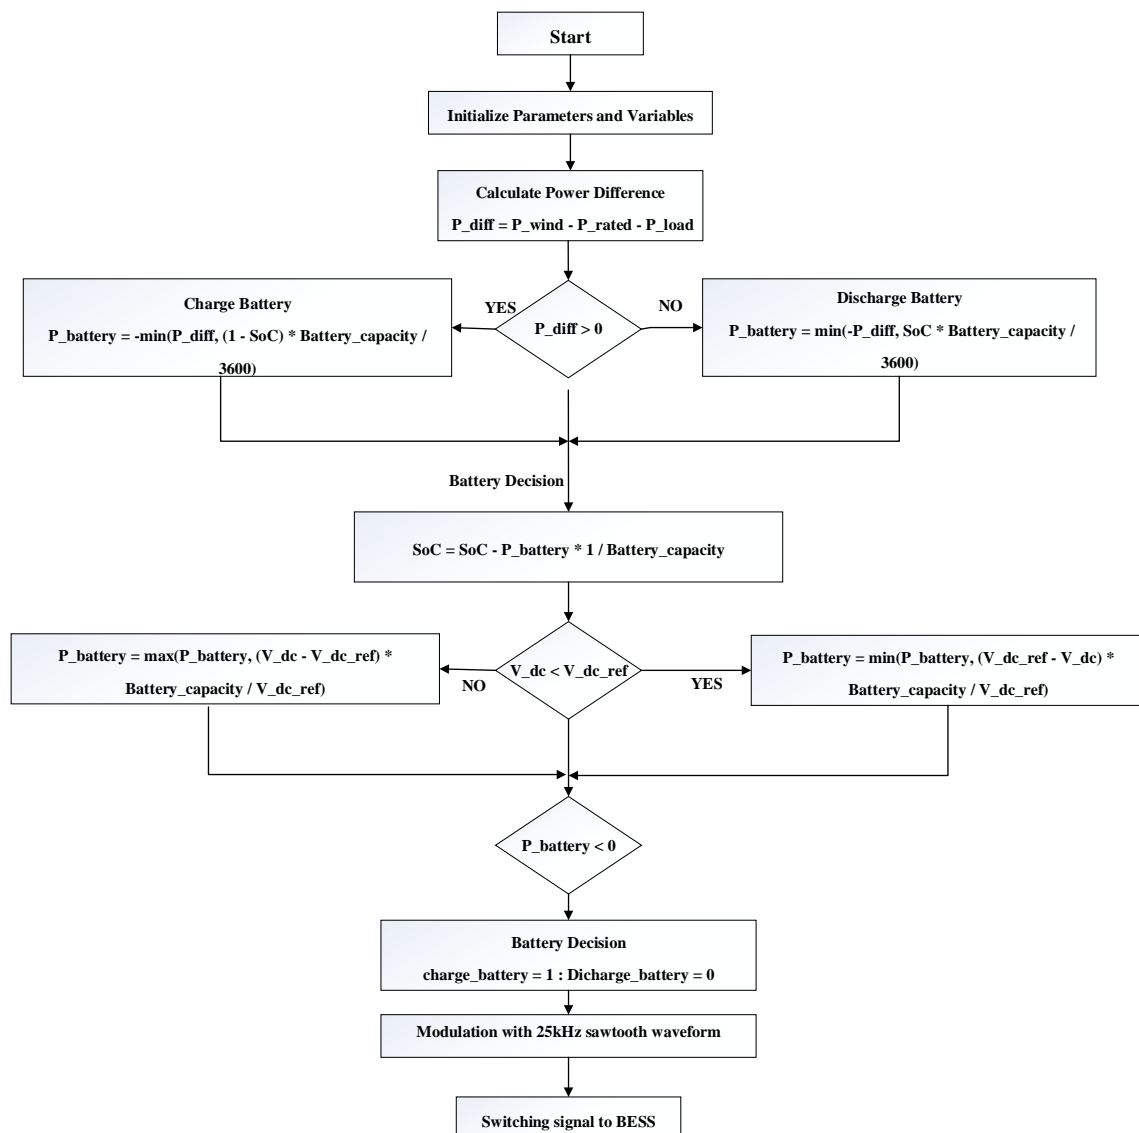 Start
Initialize Parameters and Variables
Calculate Power Difference
P_diff = P_wind - P_rated - P_load
Charge Battery
P_battery = -min(P_diff, (1 - SoC) * Battery_capacity /
3600)
YES
P_diff > 0
NO
Discharge Battery
P_battery = min(-P_diff, SoC * Battery_capacity /
3600)
Battery Decision
SoC = SoC - P_battery * 1 / Battery_capacity
P_battery = max(P_battery, (V_dc - V_dc_ref) *
Battery_capacity / V_dc_ref)
NO
V_dc < V_dc_ref
YES
P_battery = min(P_battery, (V_dc_ref - V_dc) *
Battery_capacity / V_dc_ref)
P_battery < 0
Battery Decision
charge_battery = 1 : Dicharge_battery = 0
Modulation with 25kHz sawtooth waveform
Switching signal to BESS